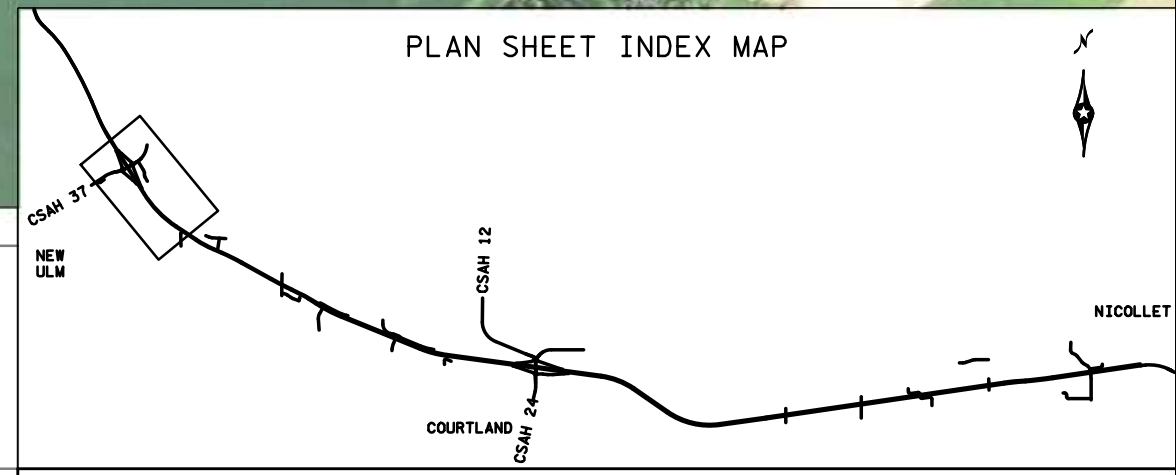 PLAN SHEET INDEX MAP
N
CSAH 37
NEW
ULM
CSAH 12
NICOLLET
COURTLAND
CSAH 24